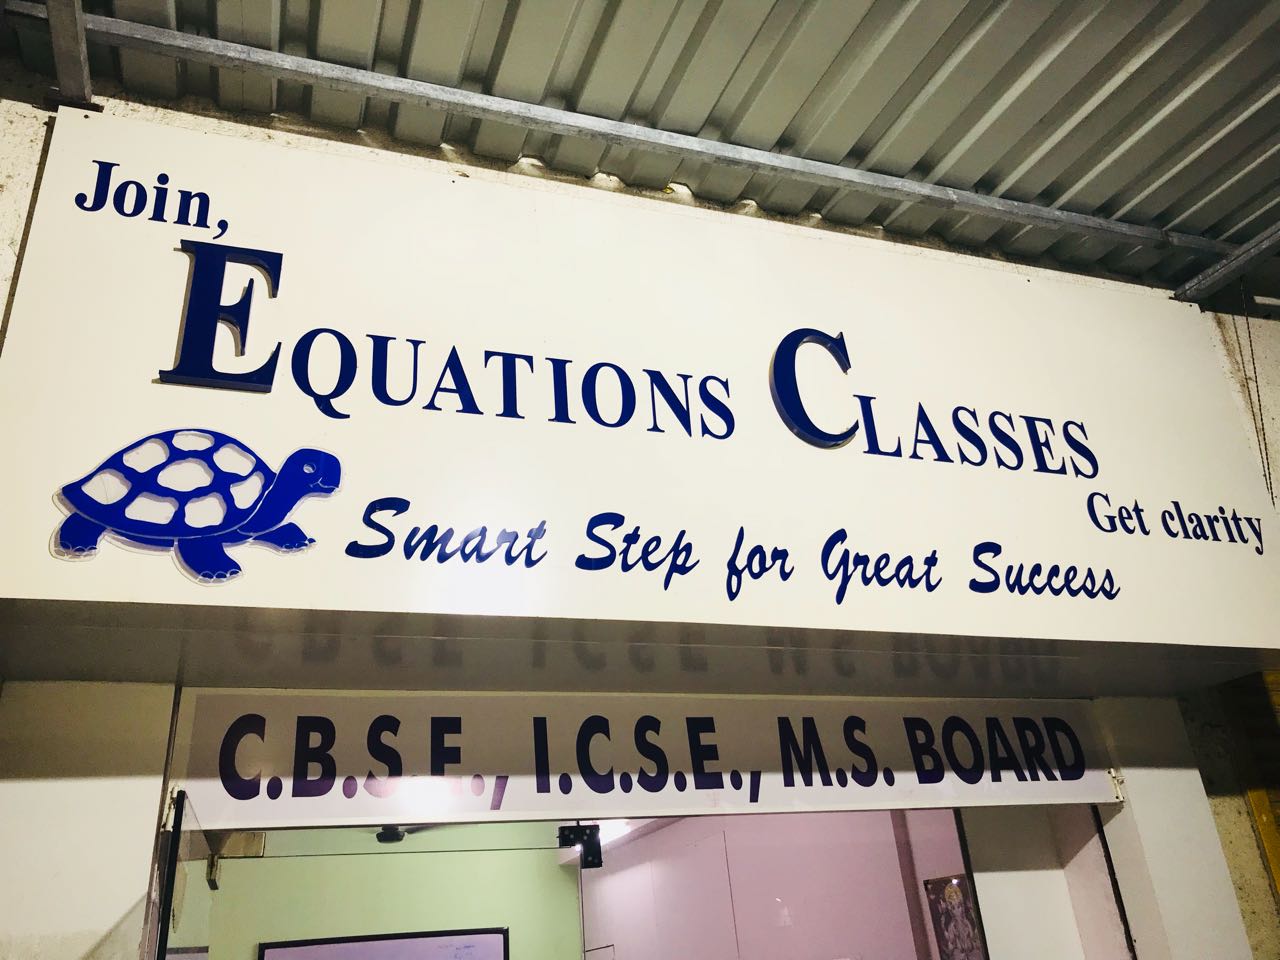 Join,
EQUATIONS CLASSES
Get clarity
Smart Step for Great Success
C.B.S.E., I.C.S.E., M.S. BOARD